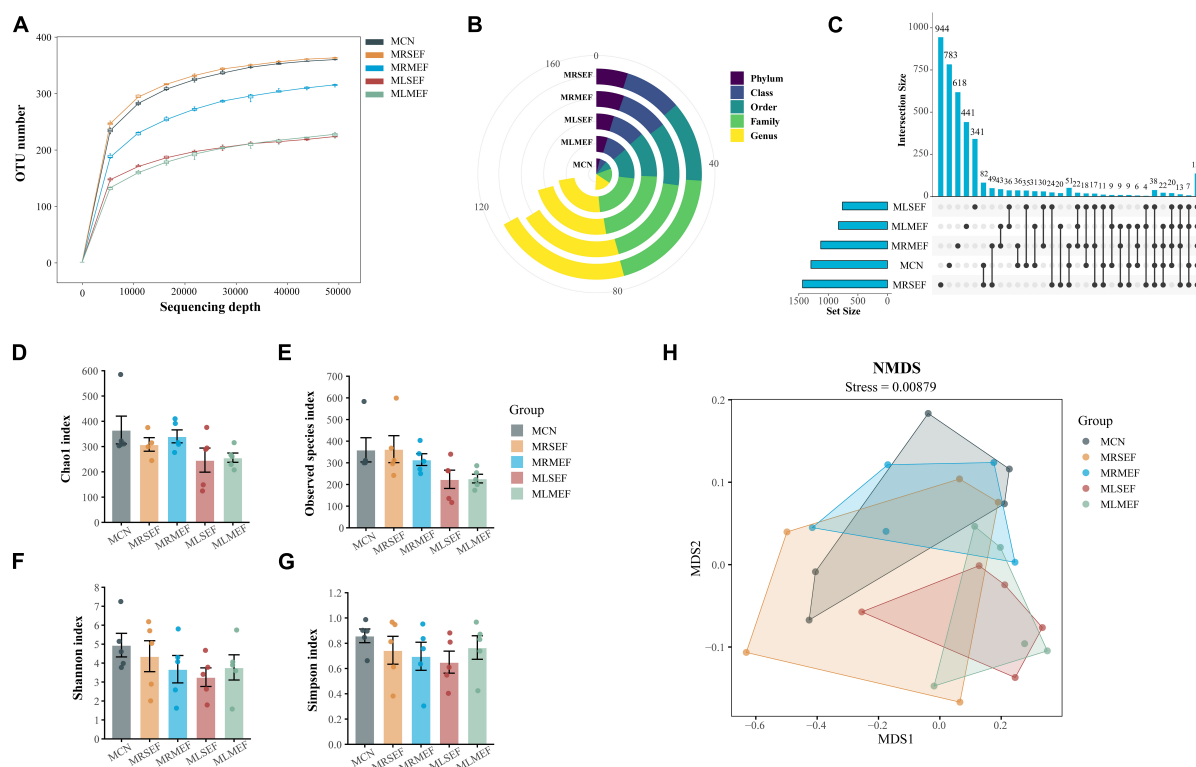 A
OTU number
400
300
200
100
0
0
10000
20000
30000
40000
50000
Sequencing depth
MCN
MRSEF
MRMEF
MLSEF
MLMEF
B
0
40
80
120
160
MRSEF
MRMEF
MLSEF
MLMEF
MCN
Phylum
Class
Order
Family
Genus
C
Intersection Size
1000
500
0
944
783
618
441
341
82
49
43
36
36
35
31
30
24
20
51
22
18
17
11
9
9
9
6
4
38
22
20
13
7
MLSEF
MLMEF
MRMEF
MCN
MRSEF
1500
1000
500
0
Set Size
D
Chao1 index
600
500
400
300
200
100
0
MCN
MRSEF
MRMEF
MLSEF
MLMEF
E
Observed species index
700
600
500
400
300
200
100
0
MCN
MRSEF
MRMEF
MLSEF
MLMEF
Group
MCN
MRSEF
MRMEF
MLSEF
MLMEF
F
Shannon index
8
7
6
5
4
3
2
1
0
MCN
MRSEF
MRMEF
MLSEF
MLMEF
G
Simpson index
1.2
1.0
0.8
0.6
0.4
0.2
0.0
MCN
MRSEF
MRMEF
MLSEF
MLMEF
H
NMDS
Stress = 0.00879
MDS2
0.2
0.1
0.0
−0.1
−0.6
−0.4
−0.2
0.0
0.2
MDS1
Group
MCN
MRSEF
MRMEF
MLSEF
MLMEF